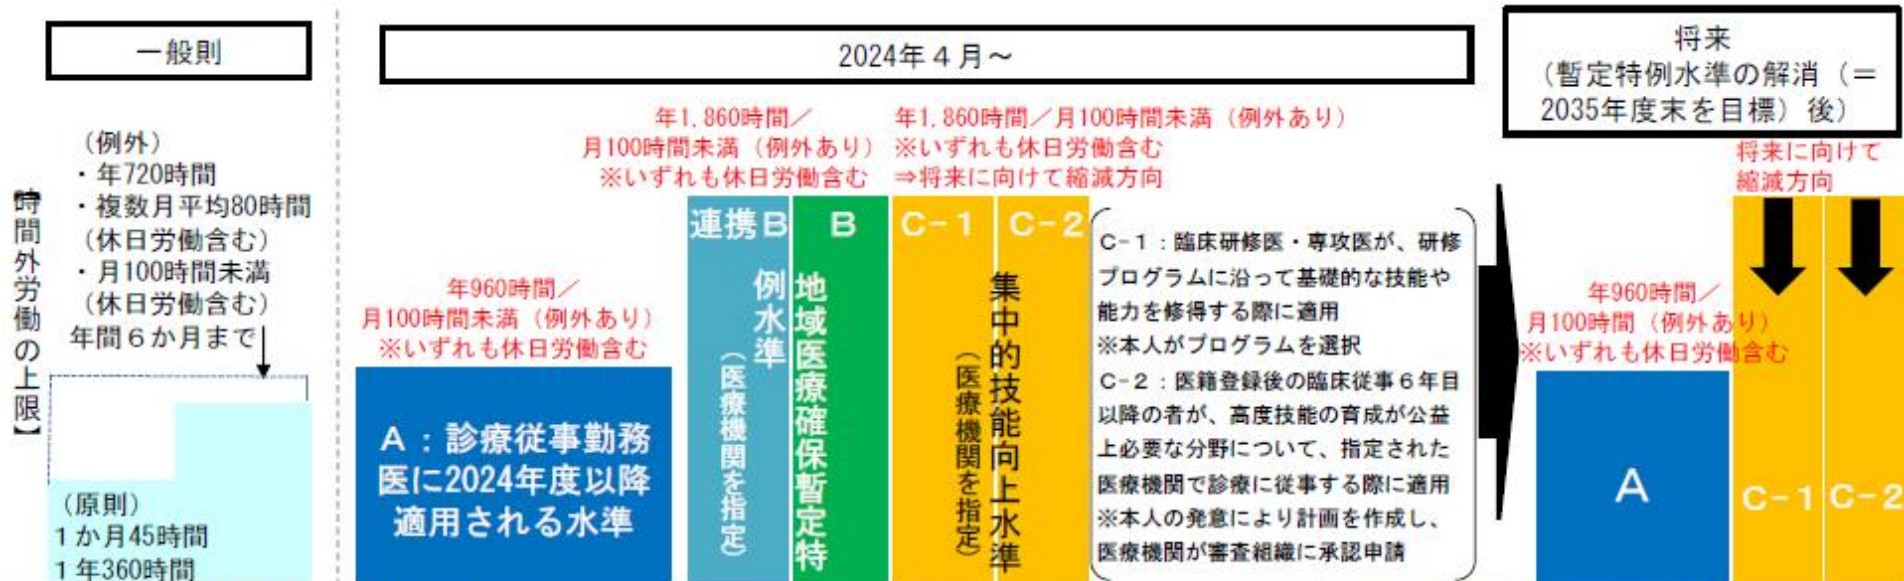 一般則
2024年４月～
将来
（暫定特例水準の解消（＝
2035年度末を目標）後）
時間外労働の上限】
（例外）
・年720時間
・複数月平均80時間
（休日労働含む）
・月100時間未満
（休日労働含む）
年間６か月まで
（原則）
１か月45時間
１年360時間
年960時間／
月100時間未満（例外あり）
※いずれも休日労働含む
Ａ：診療従事勤務
医に2024年度以降
適用される水準
年1,860時間／
月100時間未満（例外あり）
※いずれも休日労働含む
連携Ｂ
Ｂ
地域医療確保暫定特
例水準
（医療機関を指定）
年1,860時間／月100時間未満（例外あり）
※いずれも休日労働含む
⇒将来に向けて縮減方向
Ｃ-１
Ｃ-２
集中的技能向上水準
（医療機関を指定）
Ｃ-１：臨床研修医・専攻医が、研修
プログラムに沿って基礎的な技能や
能力を修得する際に適用
※本人がプログラムを選択
Ｃ-２：医籍登録後の臨床従事６年目
以降の者が、高度技能の育成が公益
上必要な分野について、指定された
医療機関で診療に従事する際に適用
※本人の発意により計画を作成し、
医療機関が審査組織に承認申請
将来に向けて
縮減方向
年960時間／
月100時間（例外あり）
※いずれも休日労働含む
Ａ
Ｃ-１
Ｃ-２